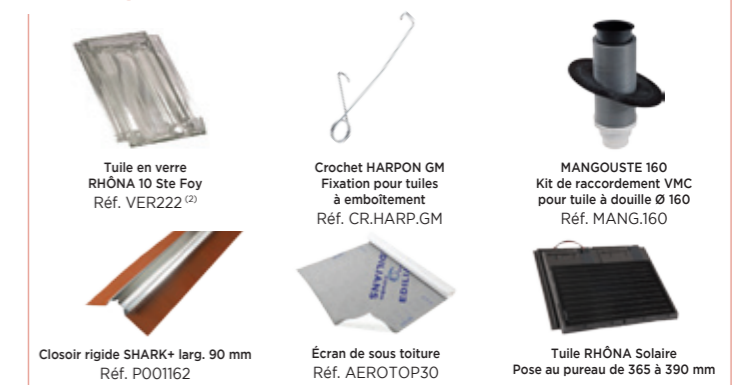 Tuile en verre
RHÔNA 10 Ste Foy
Réf. VER222 (2)
Crochet HARPON GM
Fixation pour tuiles
à emboîtement
Réf. CR.HARP.GM
MANGOUSTE 160
Kit de raccordement VMC
pour tuile à douille Ø 160
Réf. MANG.160
Closoir rigide SHARK+ larg. 90 mm
Réf. P001162
EDILI
Écran de sous toiture
Réf. AEROTOP30
Tuile RHÔNA Solaire
Pose au pureau de 365 à 390 mm